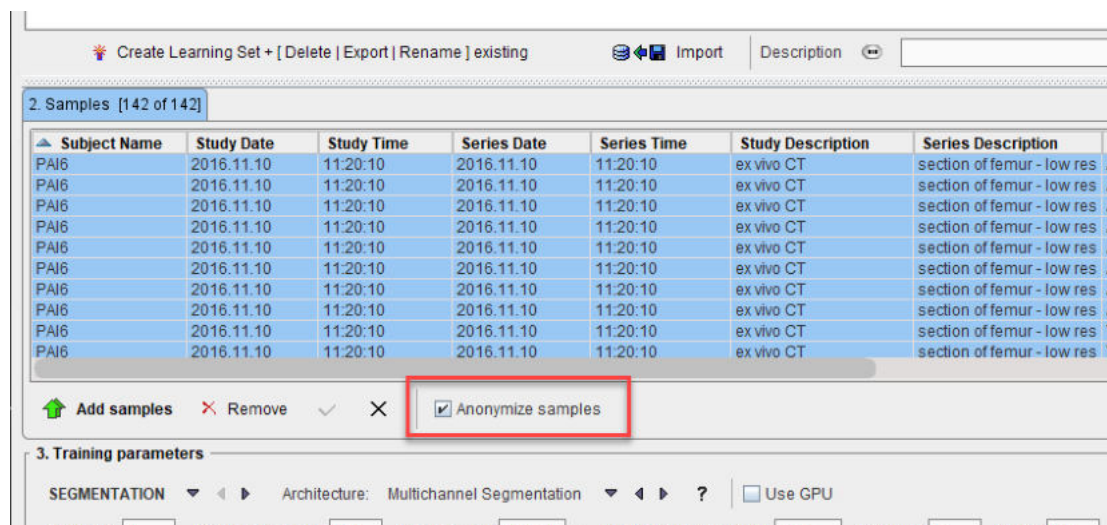 Create Learning Set + [ Delete | Export | Rename ] existing Import Description
2. Samples [142 of 142]
Subject Name Study Date Study Time Series Date Series Time Study Description Series Description
PAI6 2016.11.10 11:20:10 2016.11.10 11:20:10 ex vivo CT section of femur - low res
PAI6 2016.11.10 11:20:10 2016.11.10 11:20:10 ex vivo CT section of femur - low res
PAI6 2016.11.10 11:20:10 2016.11.10 11:20:10 ex vivo CT section of femur - low res
PAI6 2016.11.10 11:20:10 2016.11.10 11:20:10 ex vivo CT section of femur - low res
PAI6 2016.11.10 11:20:10 2016.11.10 11:20:10 ex vivo CT section of femur - low res
PAI6 2016.11.10 11:20:10 2016.11.10 11:20:10 ex vivo CT section of femur - low res
PAI6 2016.11.10 11:20:10 2016.11.10 11:20:10 ex vivo CT section of femur - low res
PAI6 2016.11.10 11:20:10 2016.11.10 11:20:10 ex vivo CT section of femur - low res
PAI6 2016.11.10 11:20:10 2016.11.10 11:20:10 ex vivo CT section of femur - low res
PAI6 2016.11.10 11:20:10 2016.11.10 11:20:10 ex vivo CT section of femur - low res
Add samples Remove Anonymize samples
3. Training parameters
SEGMENTATION Architecture: Multichannel Segmentation ? Use GPU